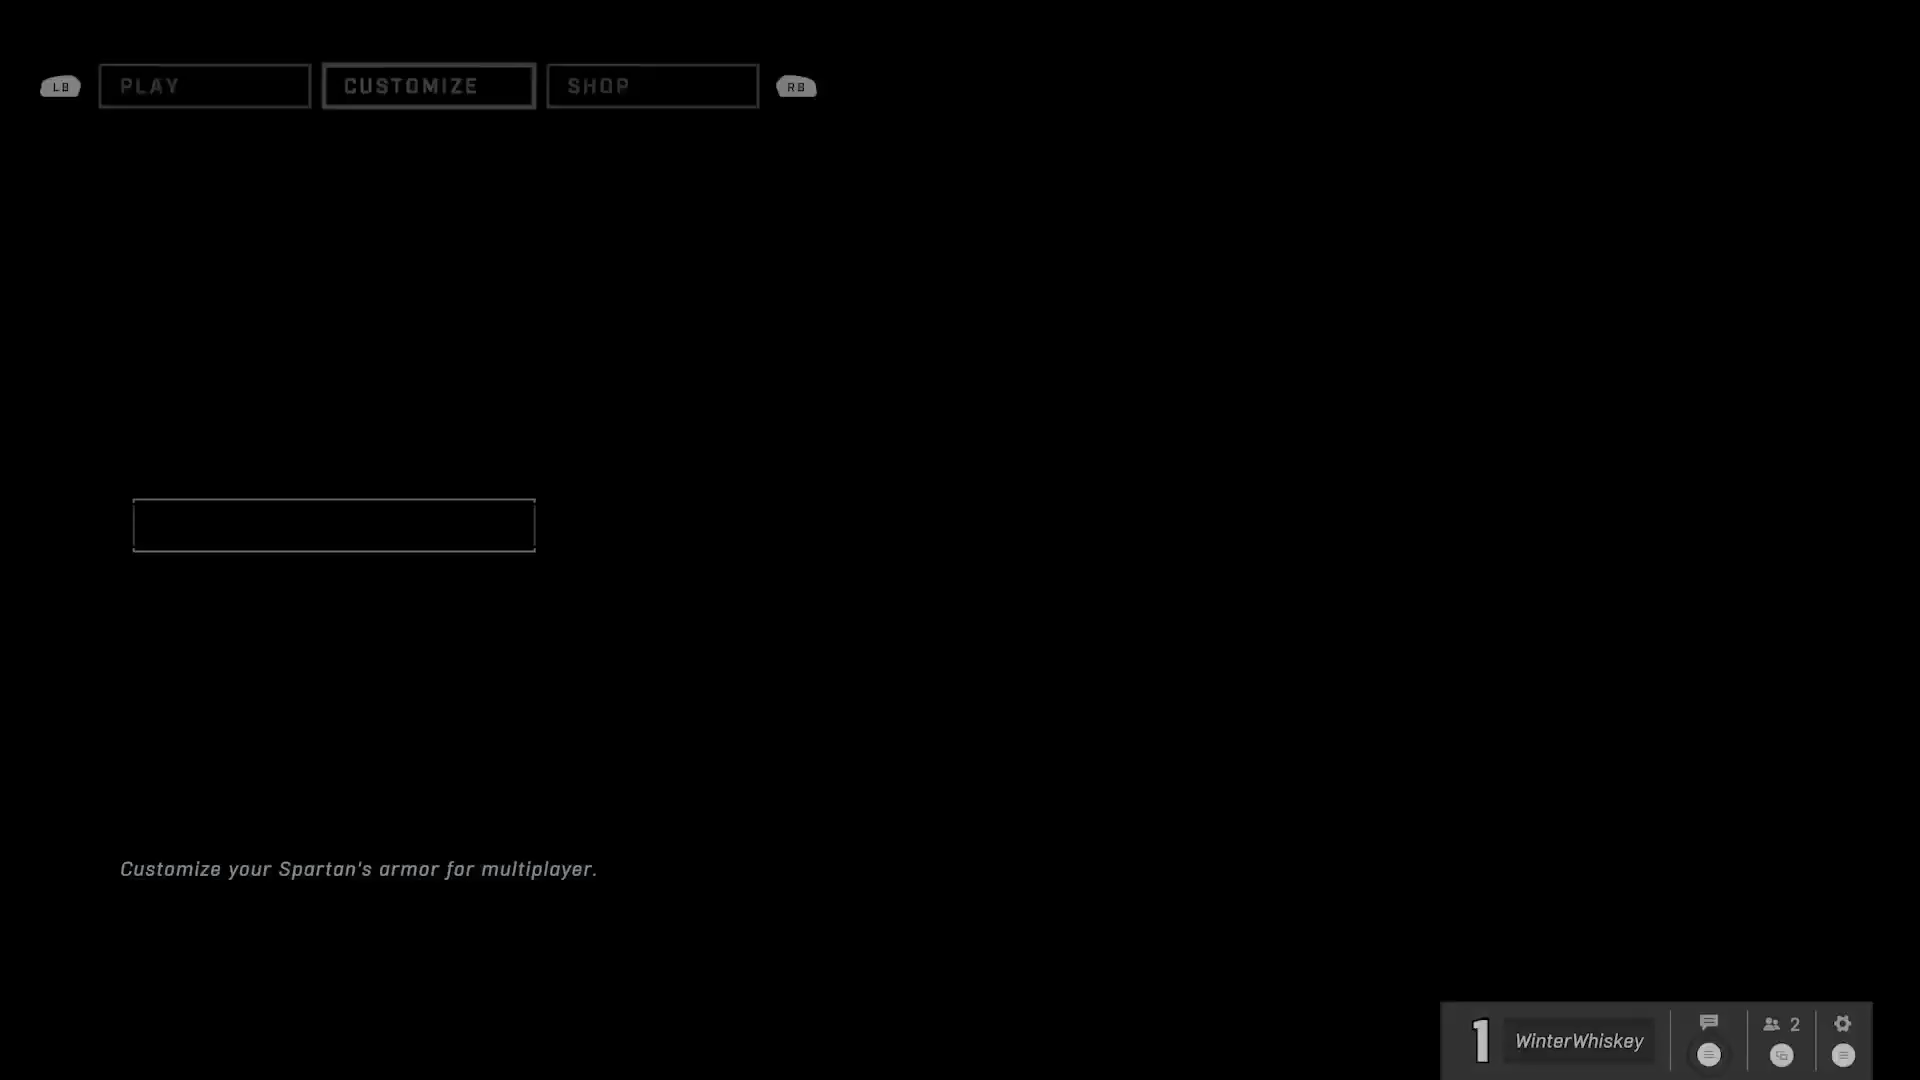 LB PLAY CUSTOMIZE SHOP RB
Customize your Spartan's armor for multiplayer.
1 WinterWhiskey 2